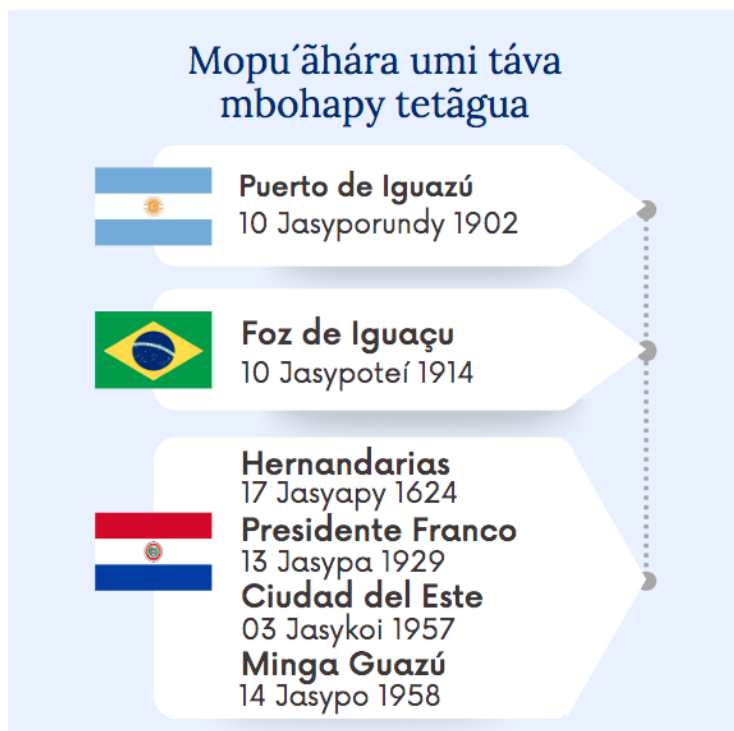 Mopu´ãhára umi táva
mbohapy tetãgua
Puerto de Iguazú
10 Jasyporundy 1902
Foz de Iguaçu
10 Jasypoteí 1914
Hernandarias
17 Jasyapy 1624
Presidente Franco
13 Jasypa 1929
Ciudad del Este
03 Jasykoi 1957
Minga Guazú
14 Jasypo 1958